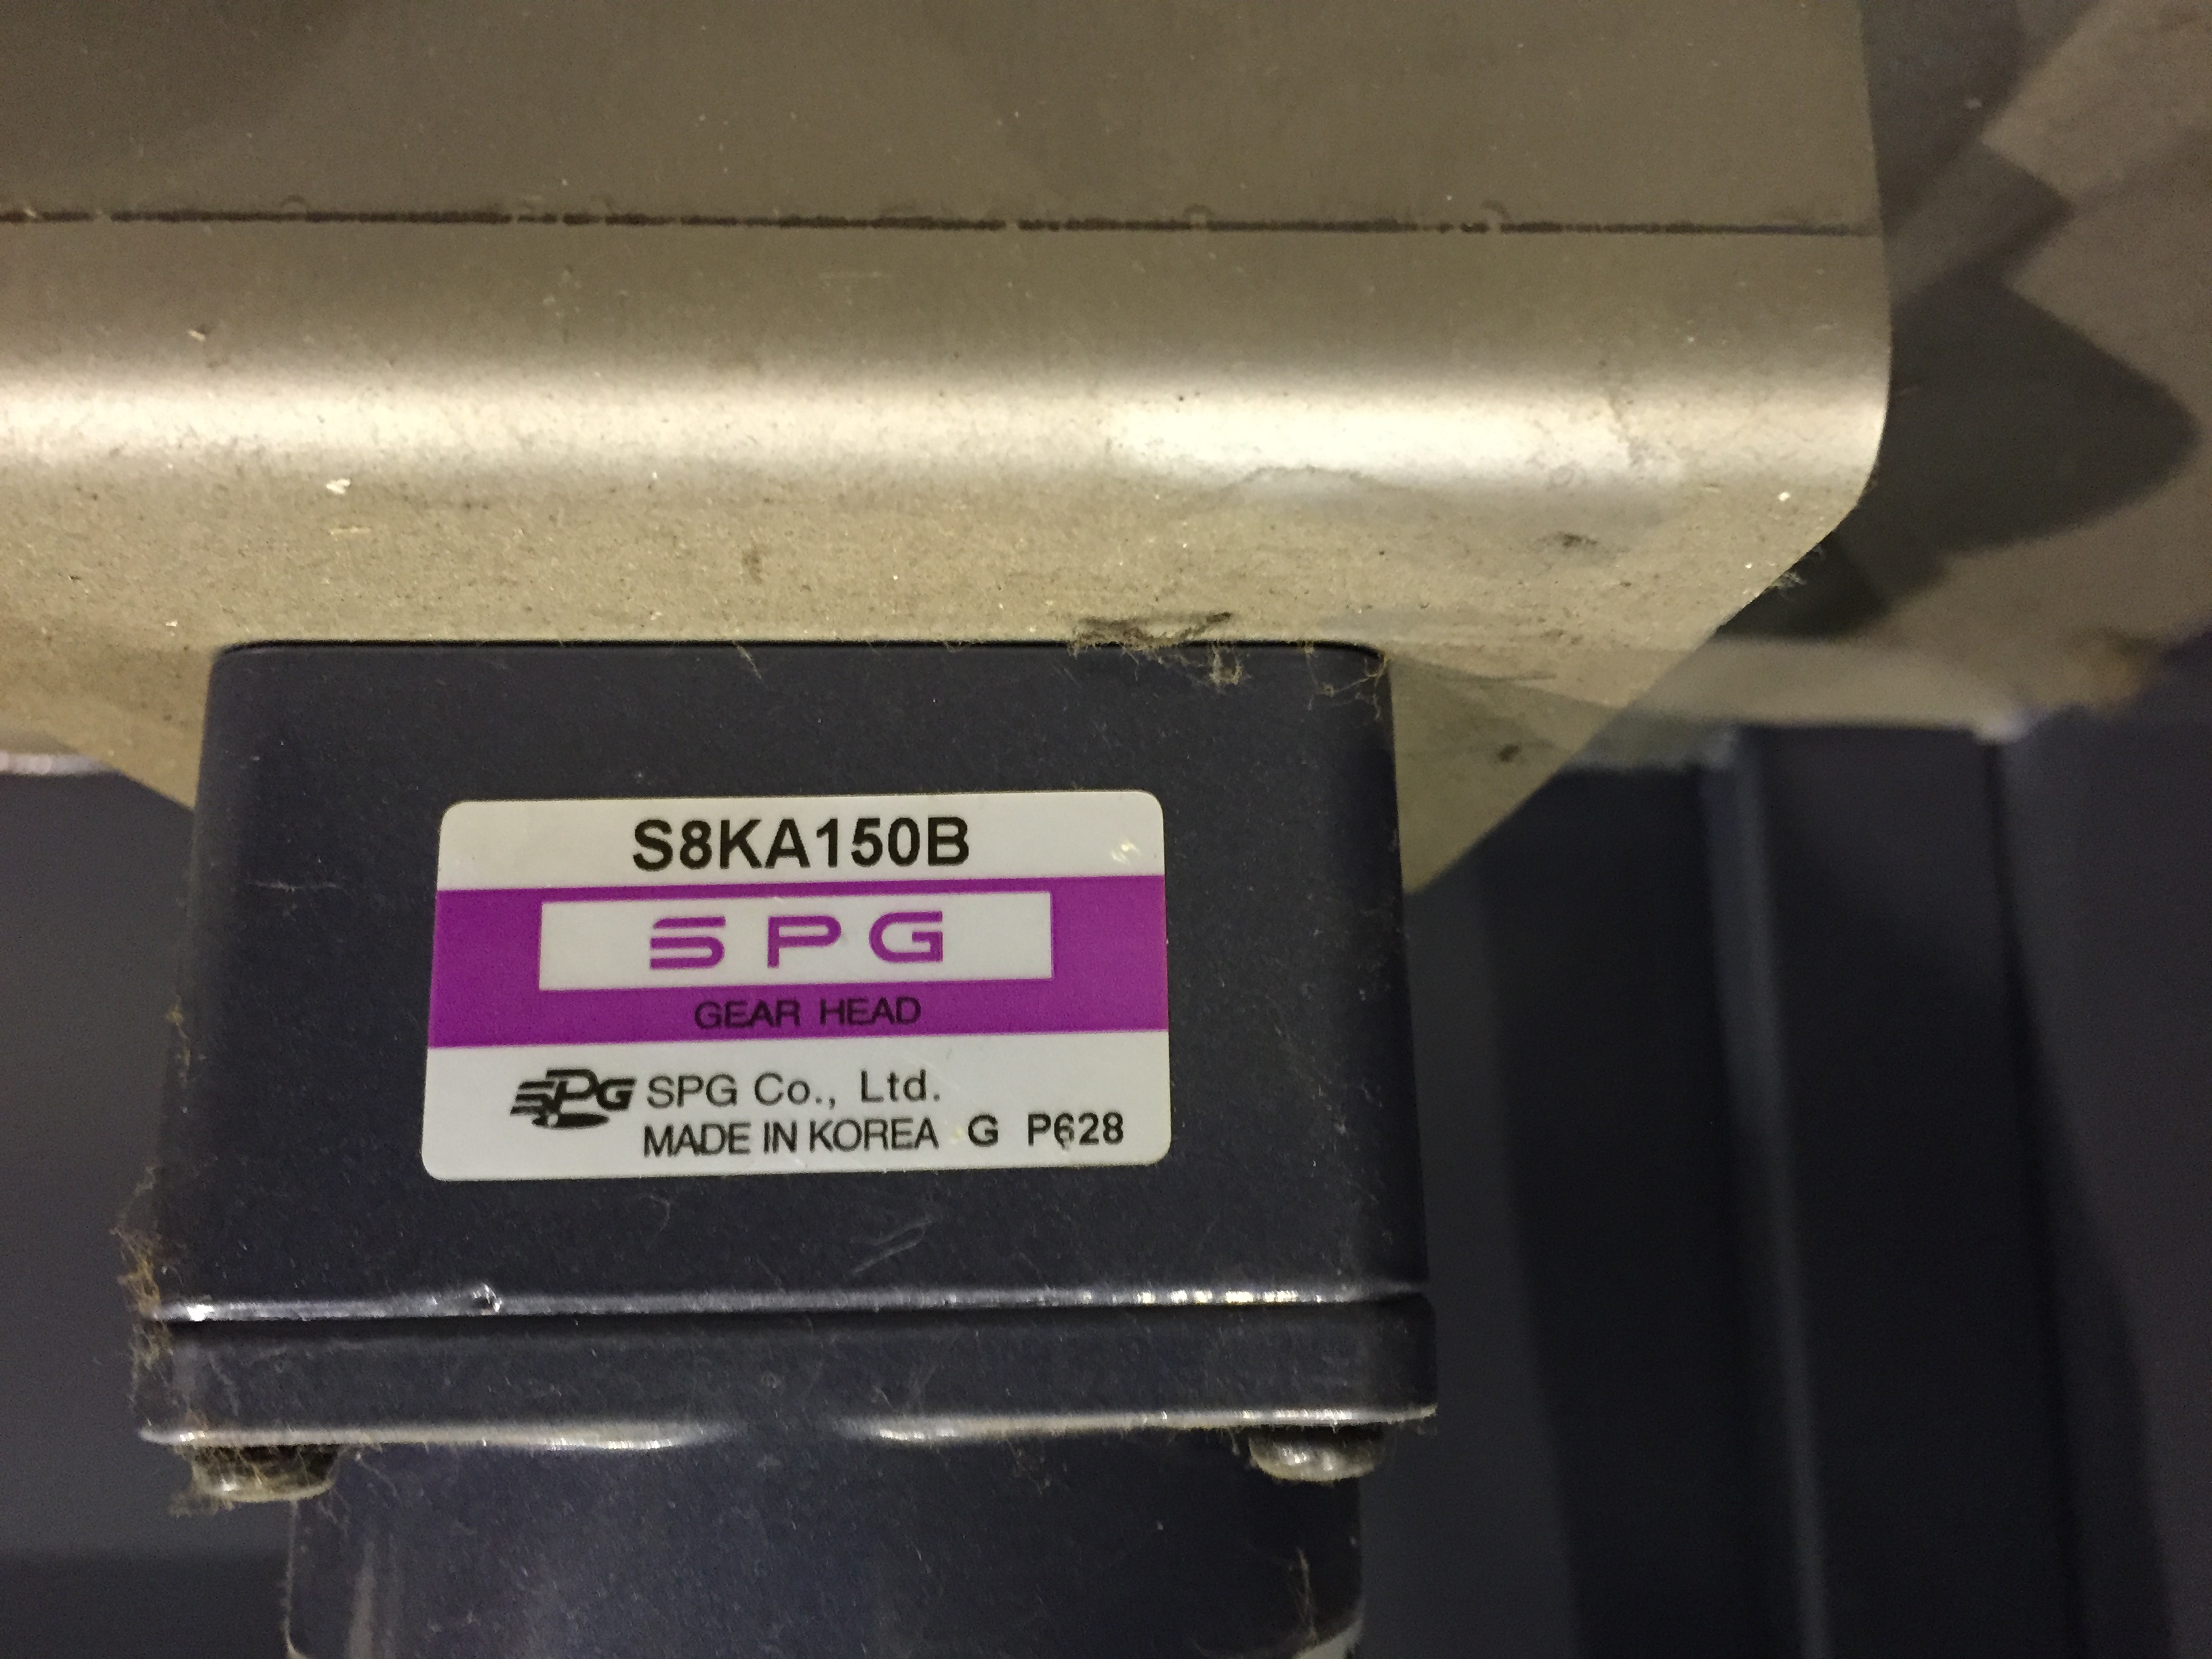 S8KA150B
SPG
GEAR HEAD
SPG SPG Co., Ltd.
MADE IN KOREA G P628